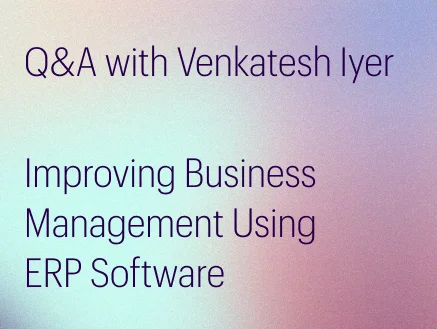 Q&A with Venkatesh Iyer
Improving Business
Management Using
ERP Software